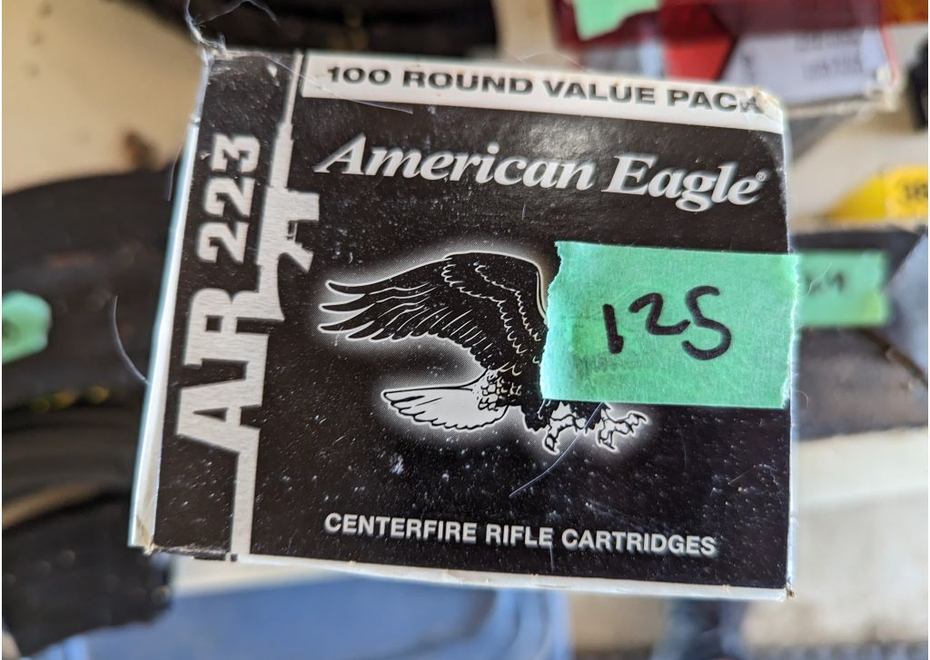 100 ROUND VALUE PACK
American Eagle®
AR 223
125
CENTERFIRE RIFLE CARTRIDGES